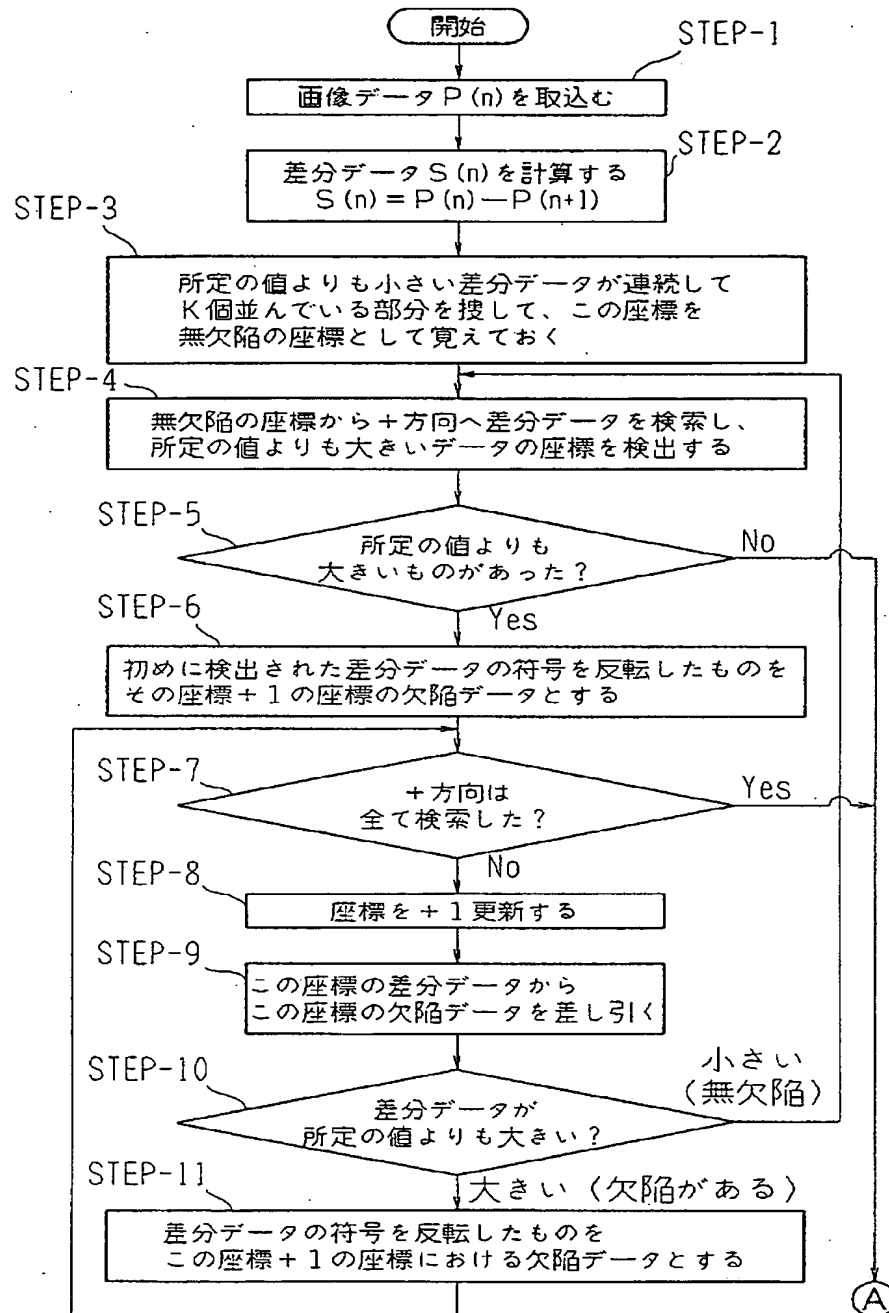 開始
STEP-1
画像データP(n)を取込む
STEP-2
差分データS(n)を計算する
S(n)=P(n)—P(n+1)
STEP-3
所定の値よりも小さい差分データが連続して
K個並んでいる部分を捜して、この座標を
無欠陥の座標として覚えておく
STEP-4
無欠陥の座標から+方向へ差分データを検索し、
所定の値よりも大きいデータの座標を検出する
STEP-5
所定の値よりも
大きいものがあった?
No
Yes
STEP-6
初めに検出された差分データの符号を反転したものを
その座標+1の座標の欠陥データとする
STEP-7
+方向は
全て検索した?
Yes
No
STEP-8
座標を+1更新する
STEP-9
この座標の差分データから
この座標の欠陥データを差し引く
STEP-10
差分データが
所定の値よりも大きい?
小さい
(無欠陥)
大きい(欠陥がある)
STEP-11
差分データの符号を反転したものを
この座標+1の座標における欠陥データとする
A